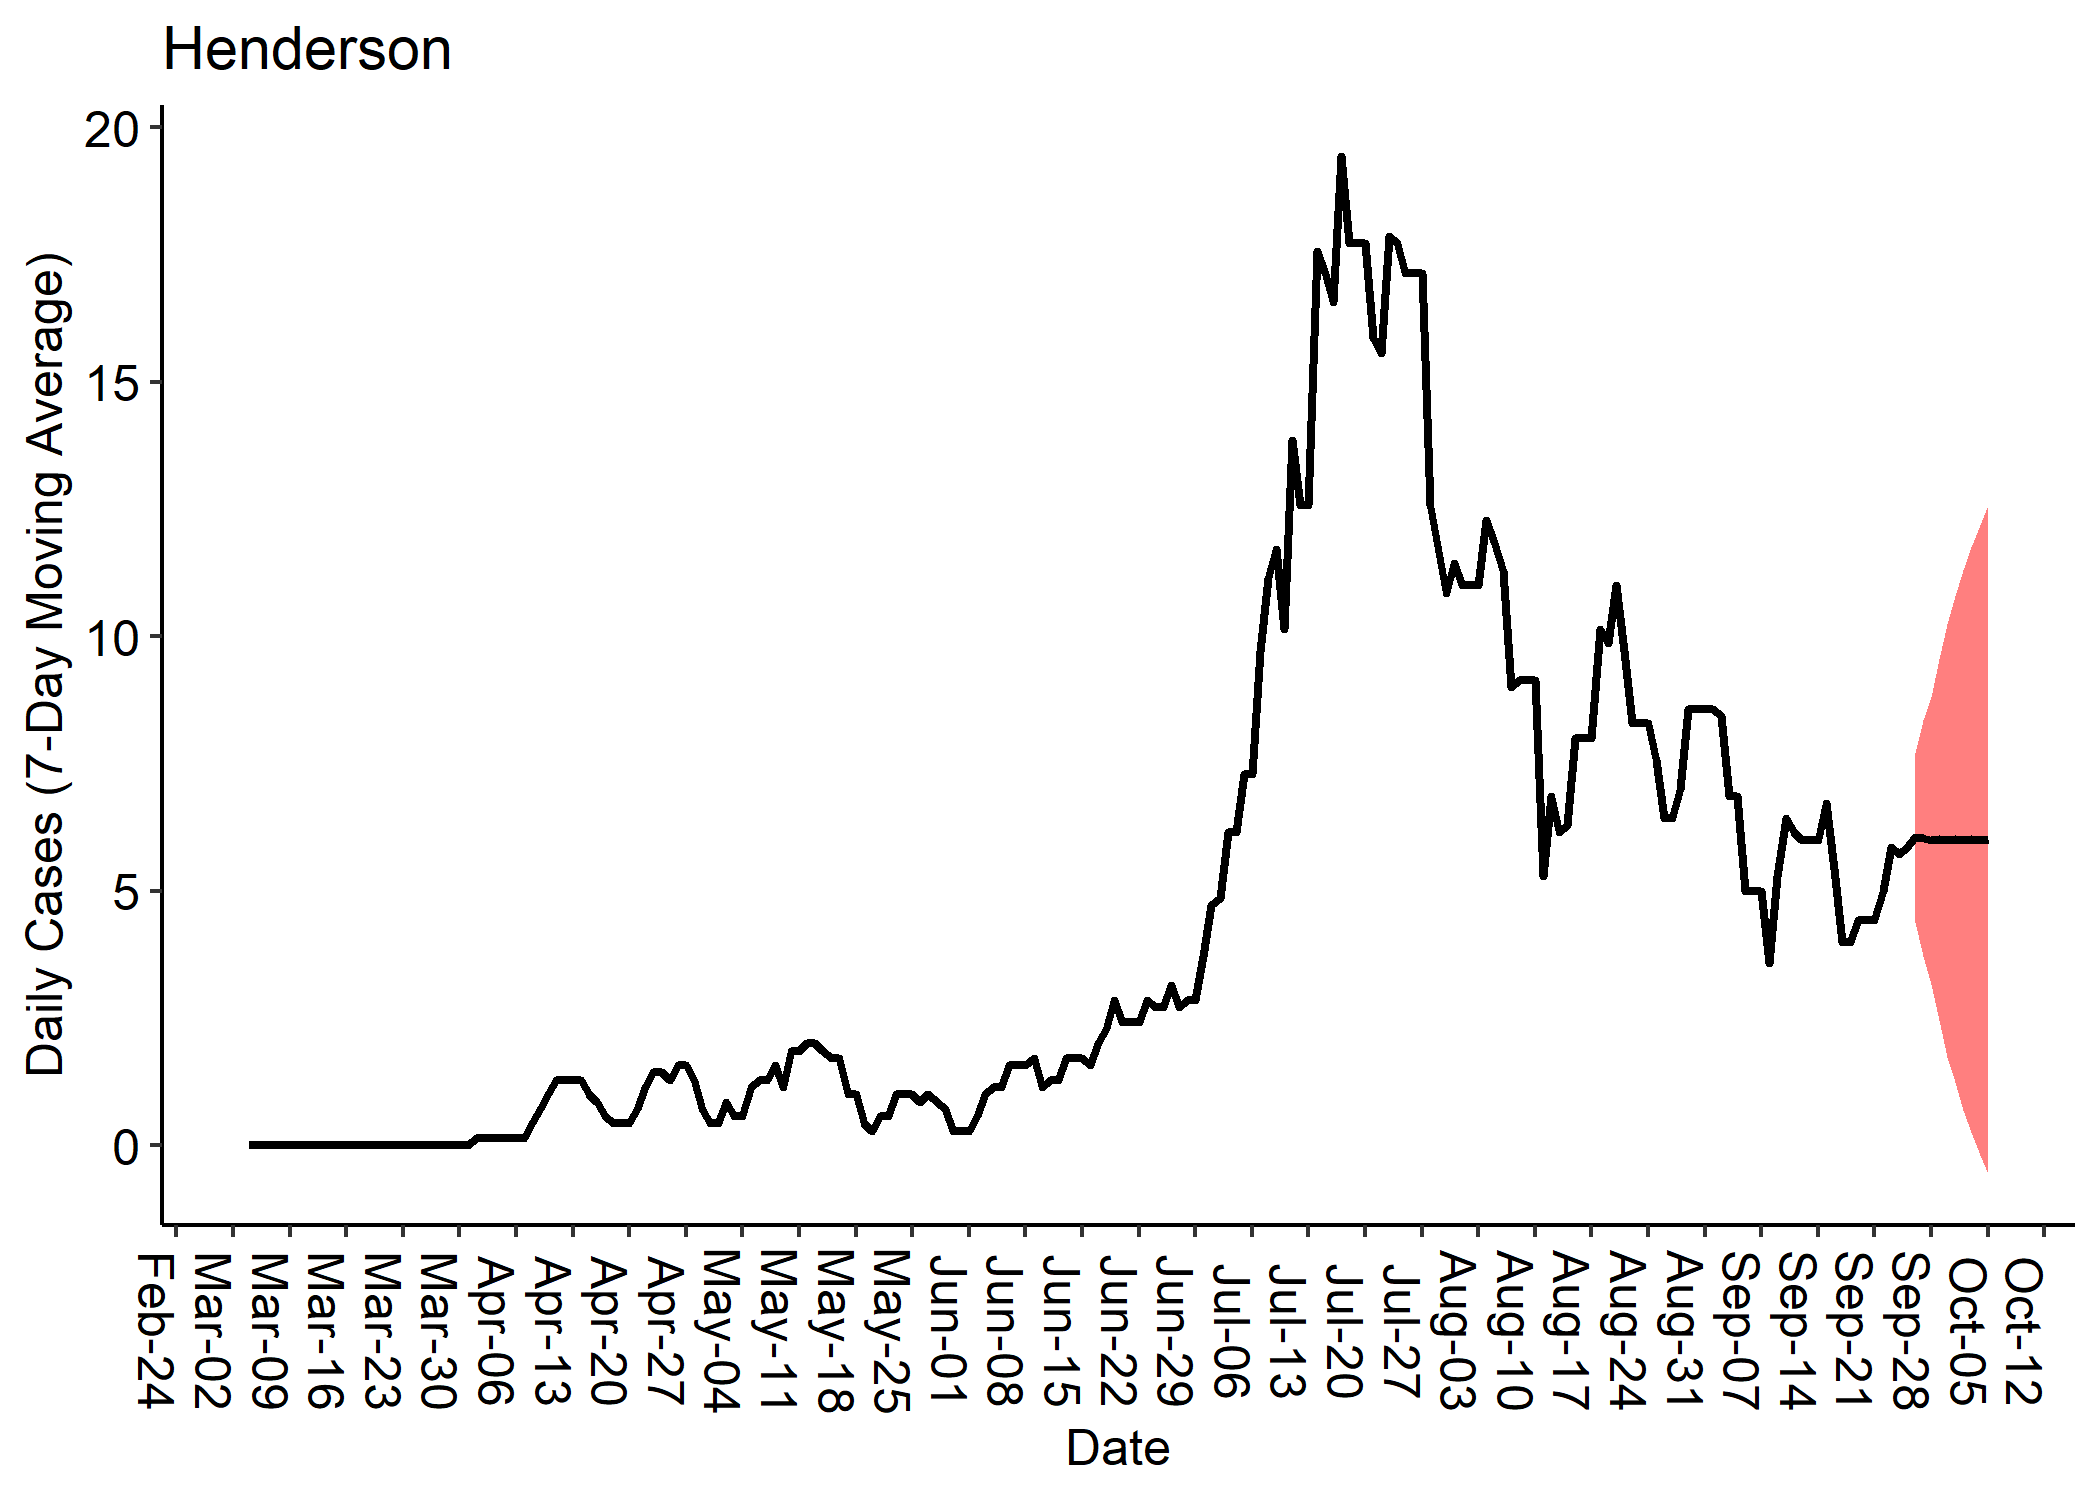 Henderson
Daily Cases (7-Day Moving Average)
20
15
10
5
0
Feb-24
Mar-02
Mar-09
Mar-16
Mar-23
Mar-30
Apr-06
Apr-13
Apr-20
Apr-27
May-04
May-11
May-18
May-25
Jun-01
Jun-08
Jun-15
Jun-22
Jun-29
Jul-06
Jul-13
Jul-20
Jul-27
Aug-03
Aug-10
Aug-17
Aug-24
Aug-31
Sep-07
Sep-14
Sep-21
Sep-28
Oct-05
Oct-12
Date